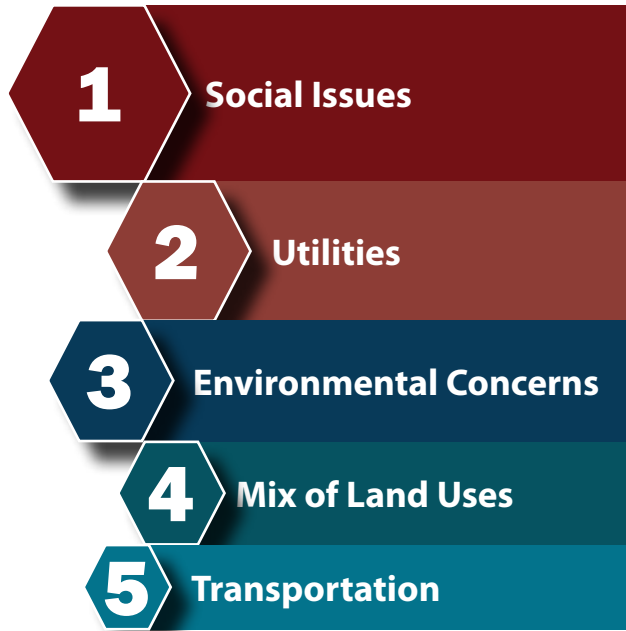 1 Social Issues
2 Utilities
3 Environmental Concerns
4 Mix of Land Uses
5 Transportation